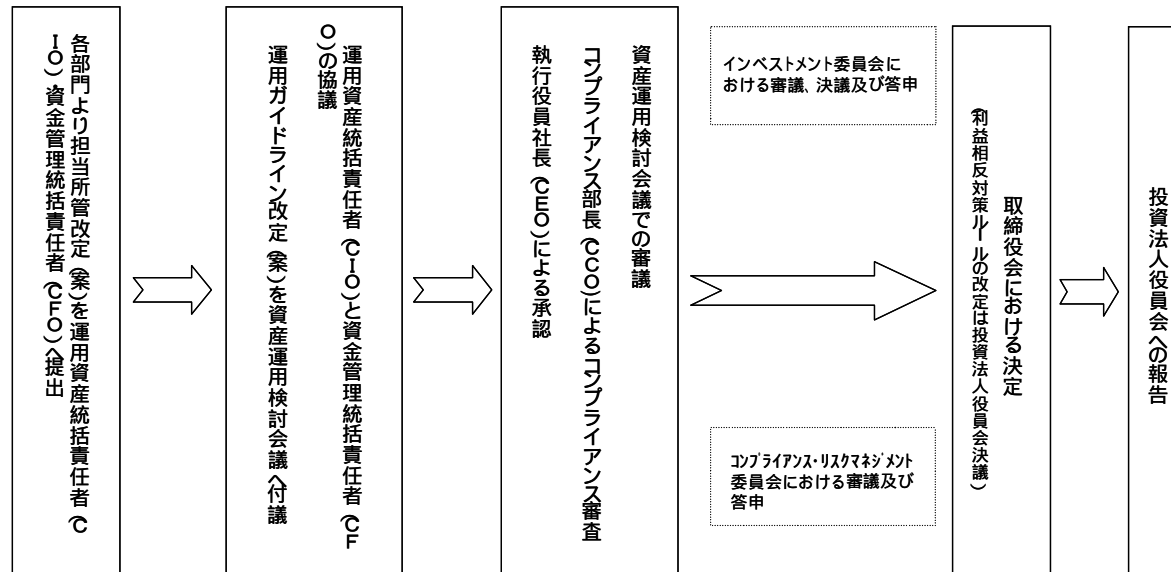 各部門より担当所管改定(案)を運用資産統括責任者(C
IO)、資金管理統括責任者(CFO)へ提出
運用資産統括責任者(CIO)と資金管理統括責任者(CF
O)の協議
運用ガイドライン改定(案)を資産運用検討会議へ付議
資産運用検討会議での審議
コンプライアンス部長(CCO)によるコンプライアンス審査
執行役員社長(CEO)による承認
インベストメント委員会に
おける審議、決議及び答申
コンプライアンス・リスクマネジメント
委員会における審議及び
答申
取締役会における決定
(利益相反対策ルールの改定は投資法人役員会決議)
投資法人役員会への報告